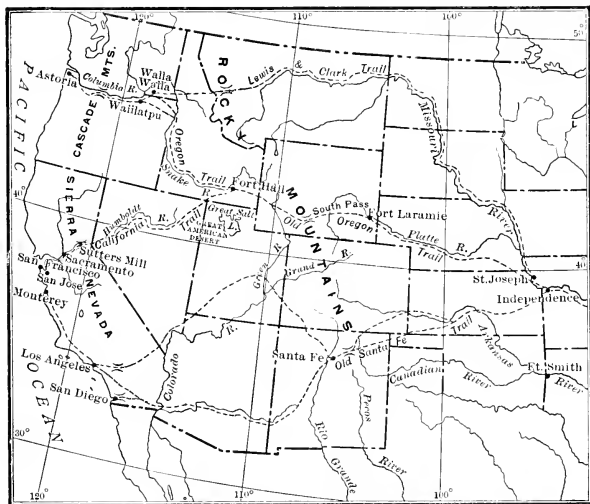 120°
110°
100°
50°
PACIFIC
OCEAN
CASCADE MTS.
Astoria
Columbia R.
Walla
Walla
Waiilatpu
ROCKY
MOUNTAINS
Lewis & Clark Trail
Missouri
River
Oregon
Trail
Snake R.
Fort Hall
40°
SIERRA NEVADA
Humboldt R.
California Trail
Great Salt
L.
GREAT
AMERICAN
DESERT
South Pass
Old Oregon
Trail
Fort Laramie
Platte R.
Sutters Mill
Sacramento
San Francisco
San Jose
Monterey
Green R.
Grand R.
St. Joseph
40
Independence
Los Angeles
San Diego
Colorado R.
Santa Fe
Old Santa Fe
Trail
Arkansas
River
Ft. Smith
Canadian
River
Pecos
River
Rio
Grande
30°
120°
110°
100°